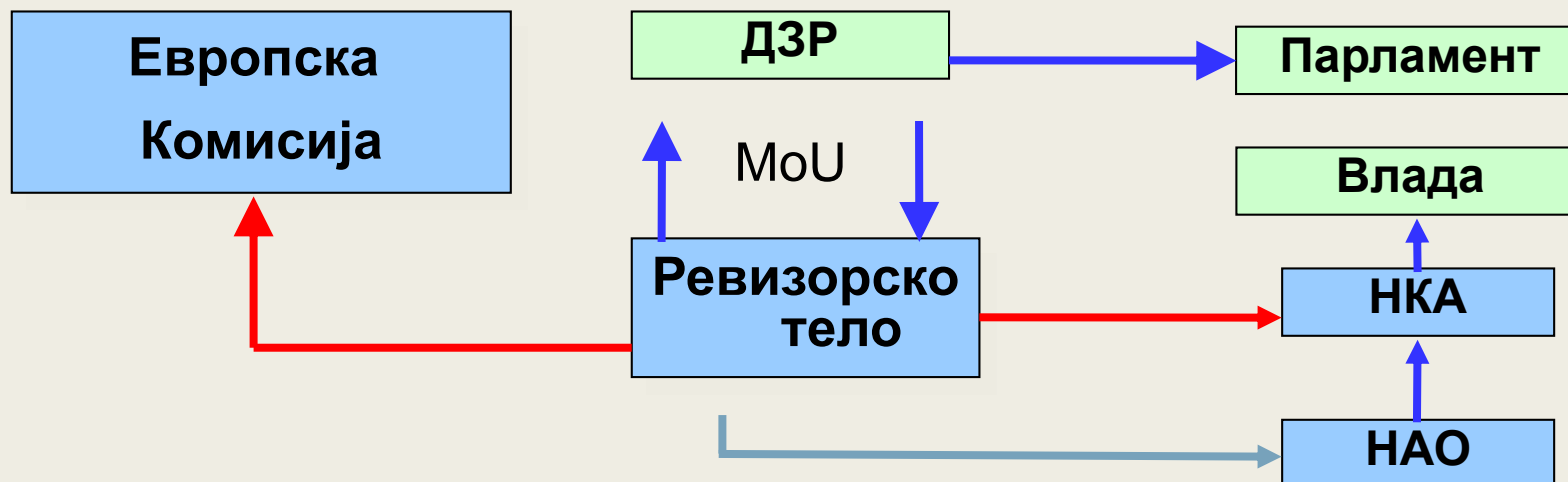 Европска
Комисија
ДЗР
Парламент
MoU
Влада
Ревизорско
тело
НКА
НАО